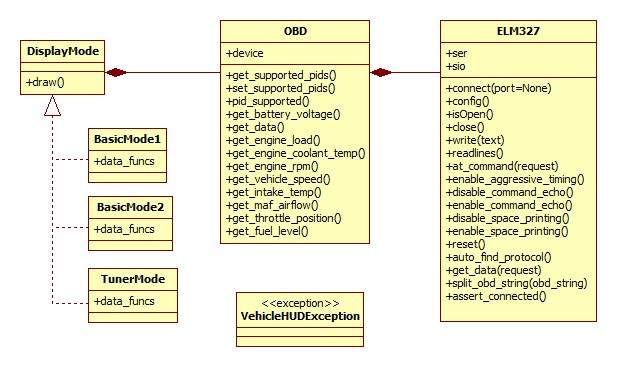 DisplayMode
+draw()
BasicMode1
+data_funcs
BasicMode2
+data_funcs
TunerMode
+data_funcs
OBD
+device
+get_supported_pids()
+set_supported_pids()
+pid_supported()
+get_battery_voltage()
+get_data()
+get_engine_load()
+get_engine_coolant_temp()
+get_engine_rpm()
+get_vehicle_speed()
+get_intake_temp()
+get_maf_airflow()
+get_throttle_position()
+get_fuel_level()
<<exception>>
VehicleHUDException
ELM327
+ser
+sio
+connect(port=None)
+config()
+isOpen()
+close()
+write(text)
+readlines()
+at_command(request)
+enable_aggressive_timing()
+disable_command_echo()
+enable_command_echo()
+disable_space_printing()
+enable_space_printing()
+reset()
+auto_find_protocol()
+get_data(request)
+split_obd_string(obd_string)
+assert_connected()